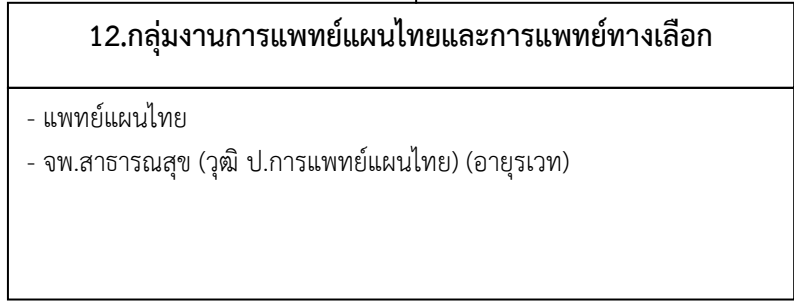 12.กลุ่มงานการแพทย์แผนไทยและการแพทย์ทางเลือก
- แพทย์แผนไทย
- จพ.สาธารณสุข (วุฒิ ป.การแพทย์แผนไทย) (อายุรเวท)